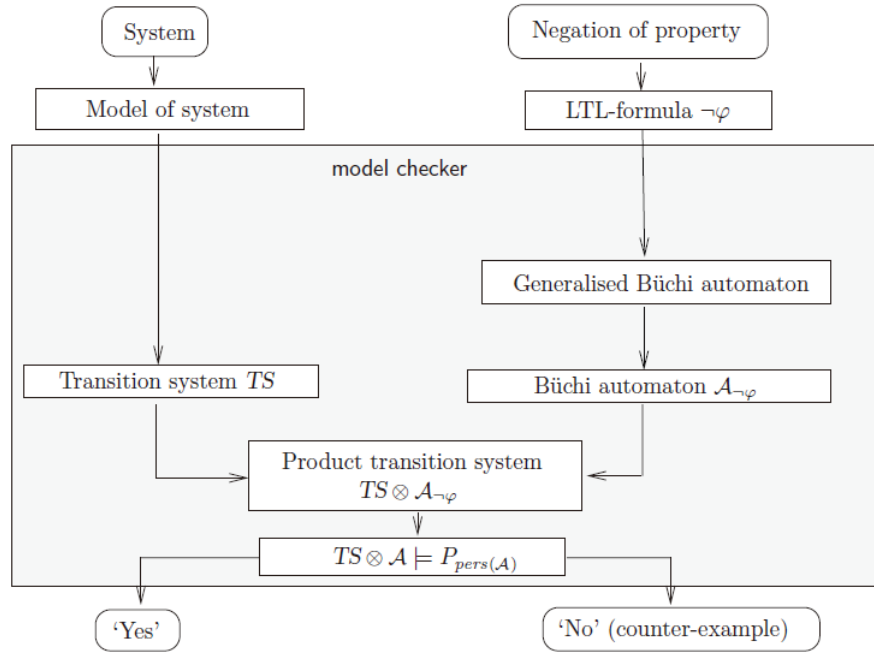 System
Negation of property
Model of system
LTL-formula ¬φ
model checker
Generalised Büchi automaton
Transition system TS
Büchi automaton 𝒜¬φ
Product transition system
TS ⊗ 𝒜¬φ
TS ⊗ 𝒜 ⊨ Ppers(𝒜)
‘Yes’
‘No’ (counter-example)